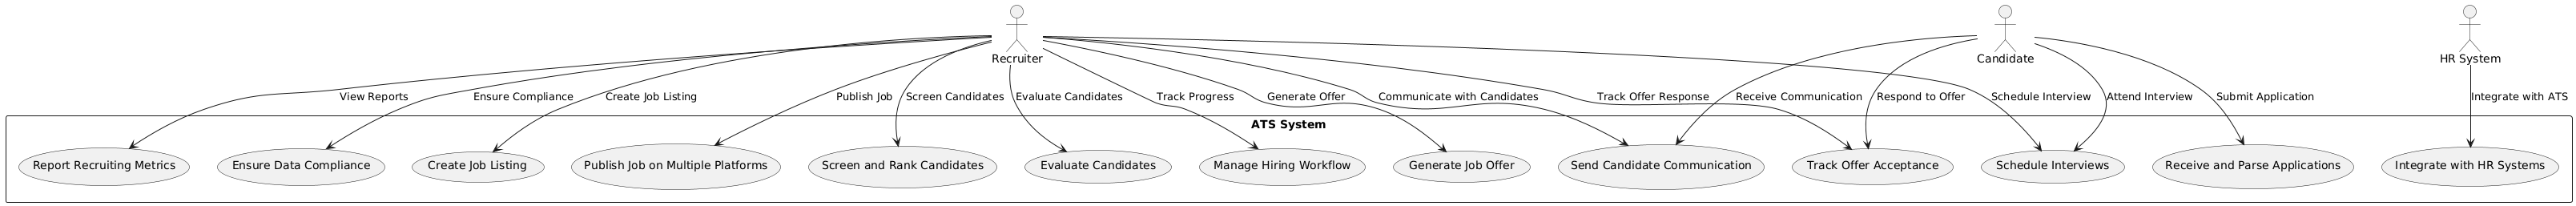 Recruiter
Candidate
HR System
View Reports
Ensure Compliance
Create Job Listing
Publish Job
Screen Candidates
Evaluate Candidates
Track Progress
Generate Offer
Communicate with Candidates
Track Offer Response
Receive Communication
Respond to Offer
Schedule Interview
Attend Interview
Submit Application
Integrate with ATS
ATS System
Report Recruiting Metrics
Ensure Data Compliance
Create Job Listing
Publish Job on Multiple Platforms
Screen and Rank Candidates
Evaluate Candidates
Manage Hiring Workflow
Generate Job Offer
Send Candidate Communication
Track Offer Acceptance
Schedule Interviews
Receive and Parse Applications
Integrate with HR Systems